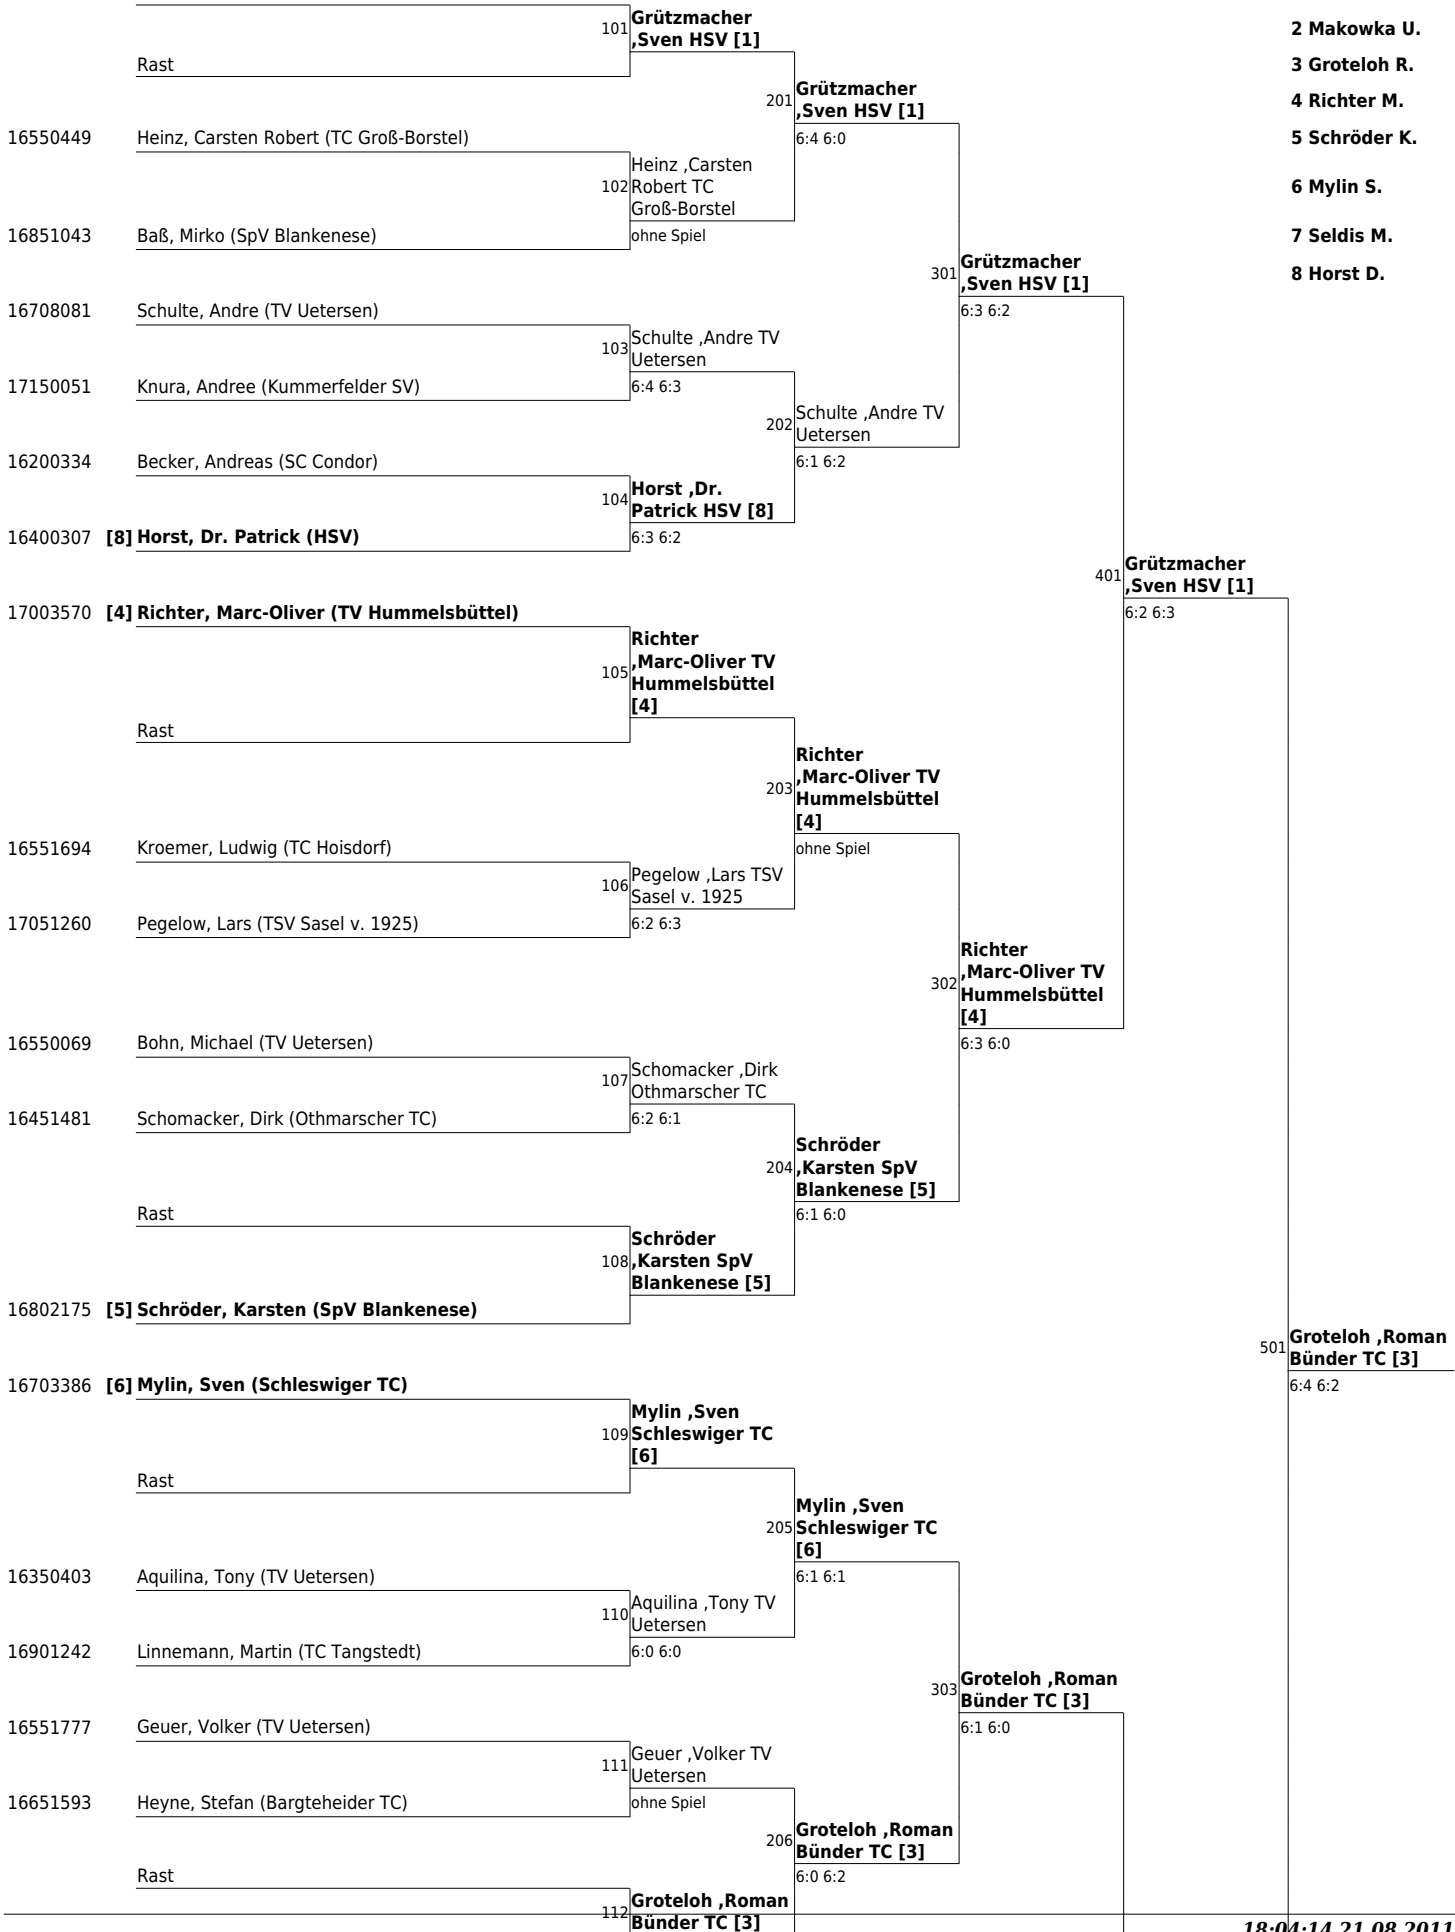 101
Grützmacher
,Sven HSV [1]
2 Makowka U.
Rast
3 Groteloh R.
201
Grützmacher
,Sven HSV [1]
4 Richter M.
16550449 Heinz, Carsten Robert (TC Groß-Borstel)
6:4 6:0
5 Schröder K.
102
Heinz ,Carsten
Robert TC
Groß-Borstel
6 Mylin S.
16851043 Baß, Mirko (SpV Blankenese)
ohne Spiel
7 Seldis M.
301
Grützmacher
,Sven HSV [1]
8 Horst D.
16708081 Schulte, Andre (TV Uetersen)
6:3 6:2
103
Schulte ,Andre TV
Uetersen
17150051 Knura, Andree (Kummerfelder SV)
6:4 6:3
202
Schulte ,Andre TV
Uetersen
16200334 Becker, Andreas (SC Condor)
6:1 6:2
104
Horst ,Dr.
Patrick HSV [8]
16400307 [8] Horst, Dr. Patrick (HSV)
6:3 6:2
401
Grützmacher
,Sven HSV [1]
17003570 [4] Richter, Marc-Oliver (TV Hummelsbüttel)
6:2 6:3
105
Richter
,Marc-Oliver TV
Hummelsbüttel
[4]
Rast
203
Richter
,Marc-Oliver TV
Hummelsbüttel
[4]
16551694 Kroemer, Ludwig (TC Hoisdorf)
ohne Spiel
106
Pegelow ,Lars TSV
Sasel v. 1925
17051260 Pegelow, Lars (TSV Sasel v. 1925)
6:2 6:3
302
Richter
,Marc-Oliver TV
Hummelsbüttel
[4]
16550069 Bohn, Michael (TV Uetersen)
6:3 6:0
107
Schomacker ,Dirk
Othmarscher TC
16451481 Schomacker, Dirk (Othmarscher TC)
6:2 6:1
204
Schröder
,Karsten SpV
Blankenese [5]
Rast
6:1 6:0
108
Schröder
,Karsten SpV
Blankenese [5]
16802175 [5] Schröder, Karsten (SpV Blankenese)
501
Groteloh ,Roman
Bünder TC [3]
16703386 [6] Mylin, Sven (Schleswiger TC)
6:4 6:2
109
Mylin ,Sven
Schleswiger TC
[6]
Rast
205
Mylin ,Sven
Schleswiger TC
[6]
16350403 Aquilina, Tony (TV Uetersen)
6:1 6:1
110
Aquilina ,Tony TV
Uetersen
16901242 Linnemann, Martin (TC Tangstedt)
6:0 6:0
303
Groteloh ,Roman
Bünder TC [3]
16551777 Geuer, Volker (TV Uetersen)
6:1 6:0
111
Geuer ,Volker TV
Uetersen
16651593 Heyne, Stefan (Bargteheider TC)
ohne Spiel
206
Groteloh ,Roman
Bünder TC [3]
Rast
6:0 6:2
112
Groteloh ,Roman
Bünder TC [3]
18:04:14 21.08.2011